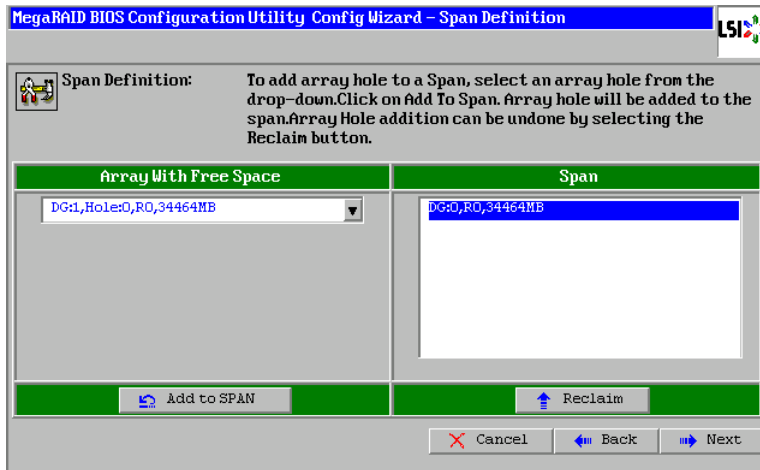 MegaRAID BIOS Configuration Utility Config Wizard - Span Definition
LSI
Span Definition:
To add array hole to a Span, select an array hole from the
drop-down.Click on Add To Span. Array hole will be added to the
span.Array Hole addition can be undone by selecting the
Reclaim button.
Array With Free Space
Span
DG:1,Hole:0,R0,34464MB
DG:0,R0,34464MB
Add to SPAN
Reclaim
Cancel
Back
Next